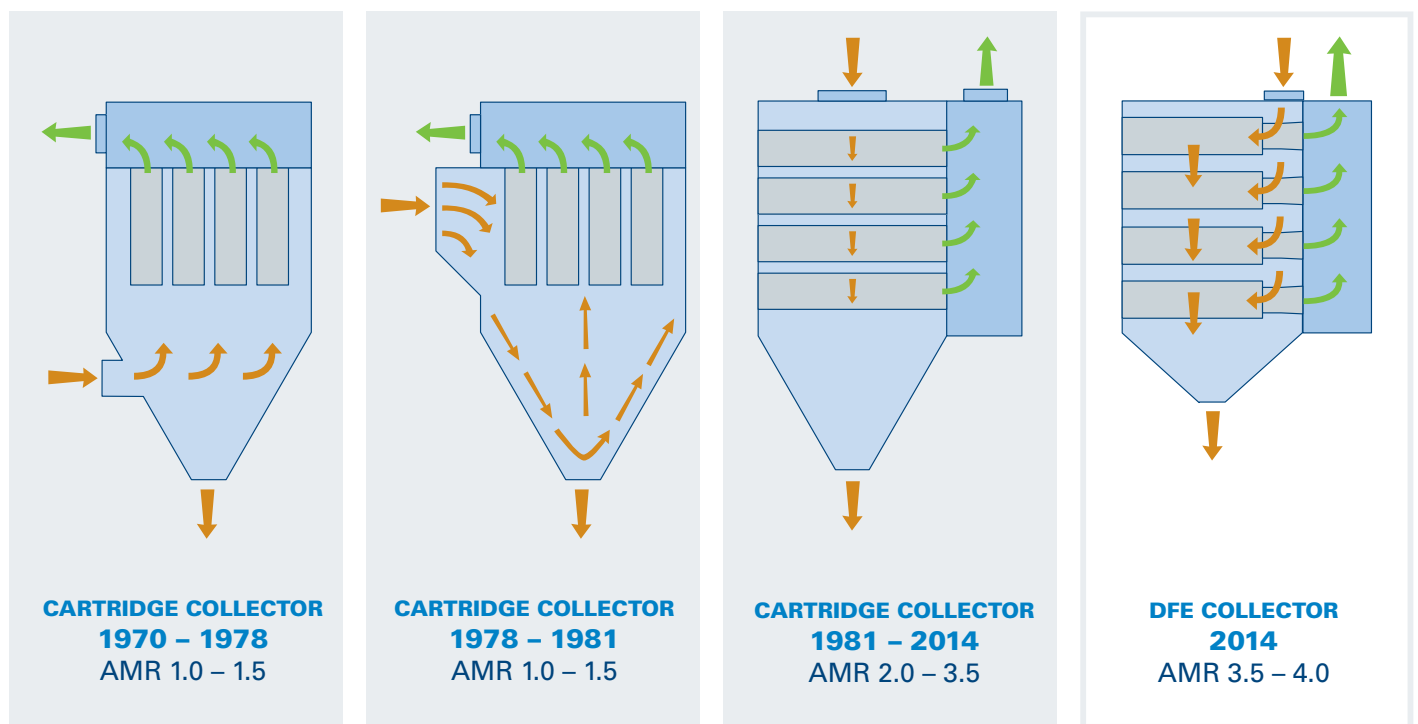 CARTRIDGE COLLECTOR
1970 – 1978
AMR 1.0 – 1.5
CARTRIDGE COLLECTOR
1978 – 1981
AMR 1.0 – 1.5
CARTRIDGE COLLECTOR
1981 – 2014
AMR 2.0 – 3.5
DFE COLLECTOR
2014
AMR 3.5 – 4.0